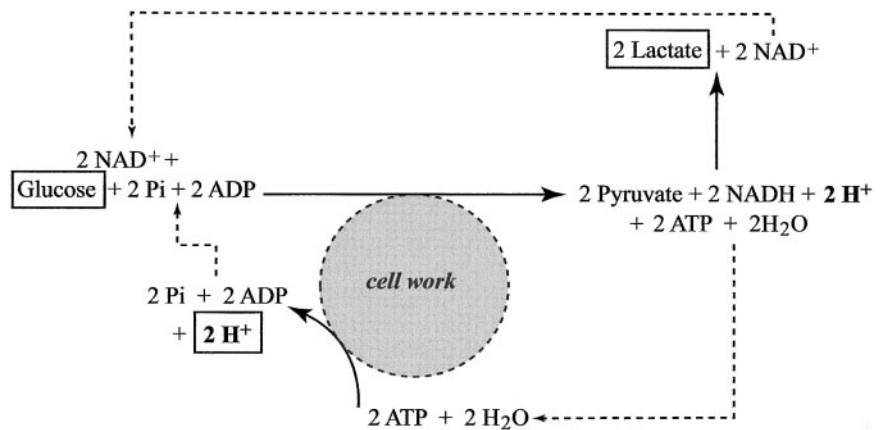 2 Lactate + 2 NAD⁺
2 NAD⁺ +
Glucose + 2 Pi + 2 ADP
2 Pyruvate + 2 NADH + 2 H⁺
+ 2 ATP + 2H₂O
cell work
2 Pi + 2 ADP
+ 2 H⁺
2 ATP + 2 H₂O